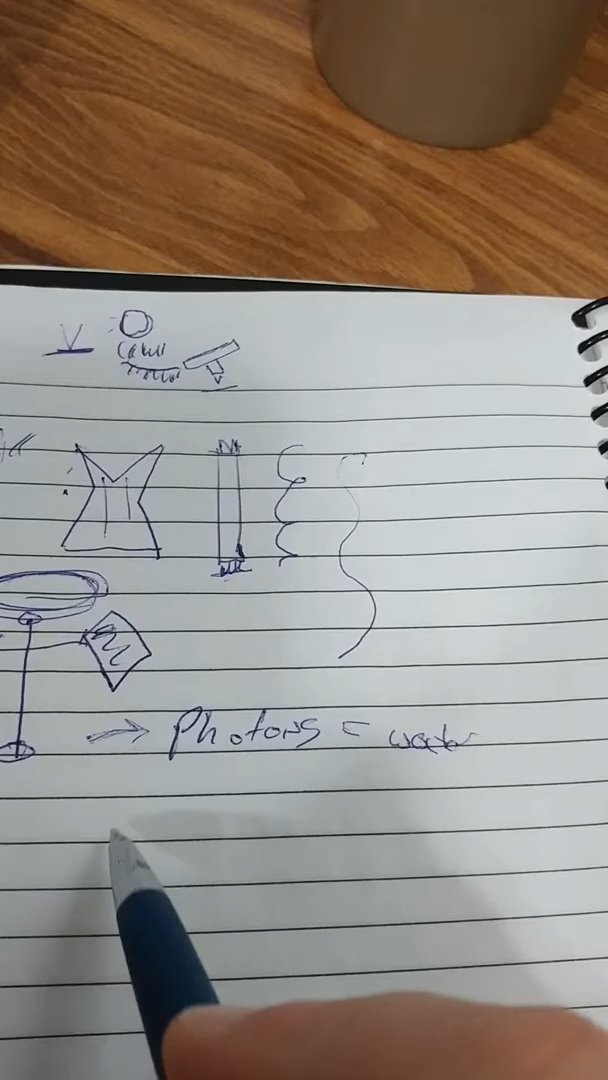 V
→ Photons = water